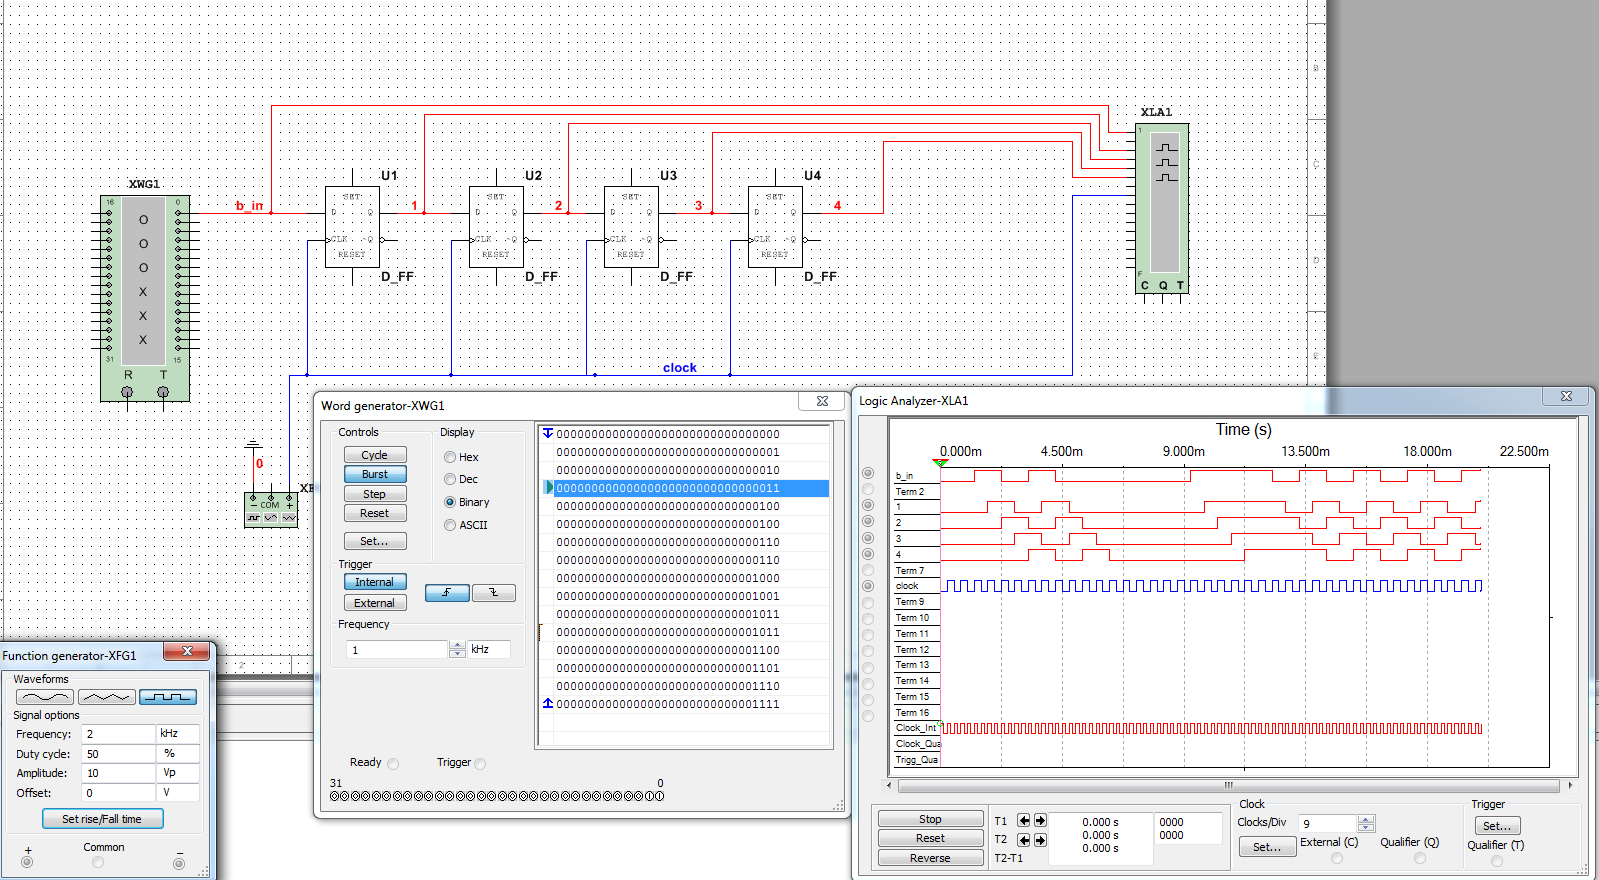 B
XLA1
1
C
U1
U2
U3
U4
XWG1
SET
SET
SET
SET
16
0
b_in
D
Q
1
D
Q
2
D
Q
3
D
Q
4
O
O
CLK
~Q
CLK
~Q
CLK
~Q
CLK
~Q
RESET
RESET
RESET
RESET
O
D
F
D_FF
D_FF
D_FF
D_FF
C Q T
X
X
X
31
15
E
clock
R
T
0
COM
2
Word generator-XWG1
Controls
Cycle
Burst
Step
Reset
Set...
Display
Hex
Dec
Binary
ASCII
Trigger
Internal
External
Frequency
1
kHz
00000000000000000000000000000000
00000000000000000000000000000001
00000000000000000000000000000010
00000000000000000000000000000011
00000000000000000000000000000100
00000000000000000000000000000100
00000000000000000000000000000110
00000000000000000000000000000110
00000000000000000000000000001000
00000000000000000000000000001001
00000000000000000000000000001011
00000000000000000000000000001011
00000000000000000000000000001100
00000000000000000000000000001101
00000000000000000000000000001110
00000000000000000000000000001111
Ready
Trigger
31
0
Logic Analyzer-XLA1
Time (s)
0.000m
4.500m
9.000m
13.500m
18.000m
22.500m
b_in
Term 2
1
2
3
4
Term 7
clock
Term 9
Term 10
Term 11
Term 12
Term 13
Term 14
Term 15
Term 16
Clock_Int
Clock_Qua
Trigg_Qua
Stop
Reset
Reverse
T1
T2
T2-T1
0.000 s
0.000 s
0.000 s
0000
0000
Clock
Clocks/Div
9
Set...
External (C)
Qualifier (Q)
Trigger
Set...
Qualifier (T)
Function generator-XFG1
Waveforms
Signal options
Frequency:
2
kHz
Duty cycle:
50
%
Amplitude:
10
Vp
Offset:
0
V
Set rise/Fall time
+
Common
−